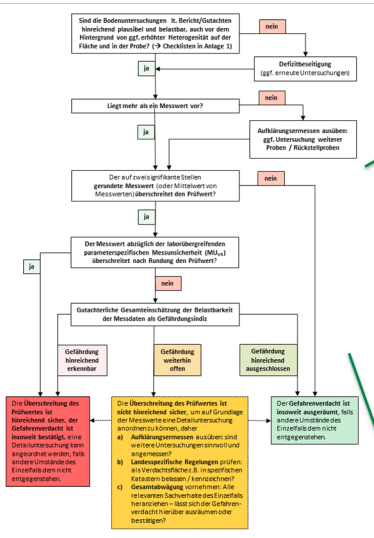 Sind die Bodenuntersuchungen lt. Bericht/Gutachten
hinreichend plausibel und belastbar, auch vor dem
Hintergrund von ggf. erhöhter Heterogenität auf der
Fläche und in der Probe? (→ Checklisten in Anlage 1)
nein
ja
Defizitbeseitigung
(ggf. erneute Untersuchungen)
Liegt mehr als ein Messwert vor?
nein
ja
Aufklärungsermessen ausüben:
ggf. Untersuchung weiterer
Proben / Rückstellproben
Der auf zwei signifikante Stellen
gerundete Messwert (oder Mittelwert von
Messwerten) überschreitet den Prüfwert?
nein
ja
Der Messwert abzüglich der laborübergreifenden
parameterspezifischen Messunsicherheit (MU
überschreitet nach Rundung den Prüfwert?
ja
nein
Gutachterliche Gesamteinschätzung der Belastbarkeit
der Messdaten als Gefährdungsindiz
Gefährdung
hinreichend
erkennbar
Gefährdung
weiterhin
offen
Gefährdung
hinreichend
ausgeschlossen
Die Überschreitung des
Prüfwertes ist
hinreichend sicher, der
Gefahrenverdacht ist
insoweit bestätigt, eine
Detailuntersuchung kann
angeordnet werden, falls
andere Umstände des
Einzelfalls dem nicht
entgegenstehen.
Die Überschreitung des Prüfwertes ist
nicht hinreichend sicher, um auf Grundlage
der Messwerte eine Detailuntersuchung
anordnen zu können, daher
a) Aufklärungsermessen ausüben: sind
weitere Untersuchungen sinnvoll und
angemessen?
b) Landesspezifische Regelungen prüfen:
als Verdachtsfläche z.B. in spezifischen
Katastern belassen / kennzeichnen?
c) Gesamtabwägung vornehmen: Alle
relevanten Sachverhalte des Einzelfalls
heranziehen – lässt sich der Gefahren-
verdacht hierüber ausräumen oder
bestätigen?
Der Gefahrenverdacht ist
insoweit ausgeräumt, falls
andere Umstände des
Einzelfalls dem nicht
entgegenstehen.